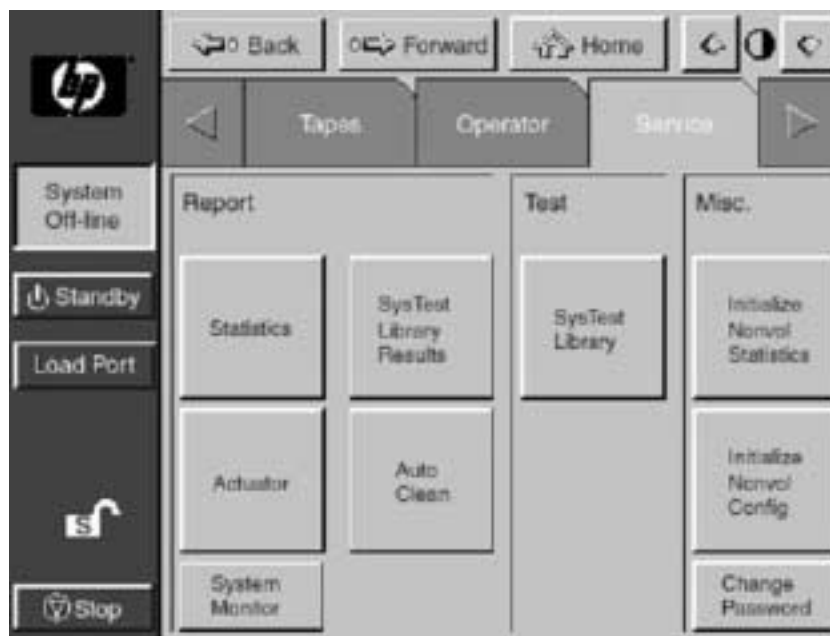 hp
Back
Forward
Home
Tapes
Operator
Service
System
Off-line
Standby
Load Port
S
Stop
Report
Statistics
SysTest
Library
Results
Actuator
Auto
Clean
System
Monitor
Test
SysTest
Library
Misc.
Initialize
Nonvol
Statistics
Initialize
Nonvol
Config
Change
Password